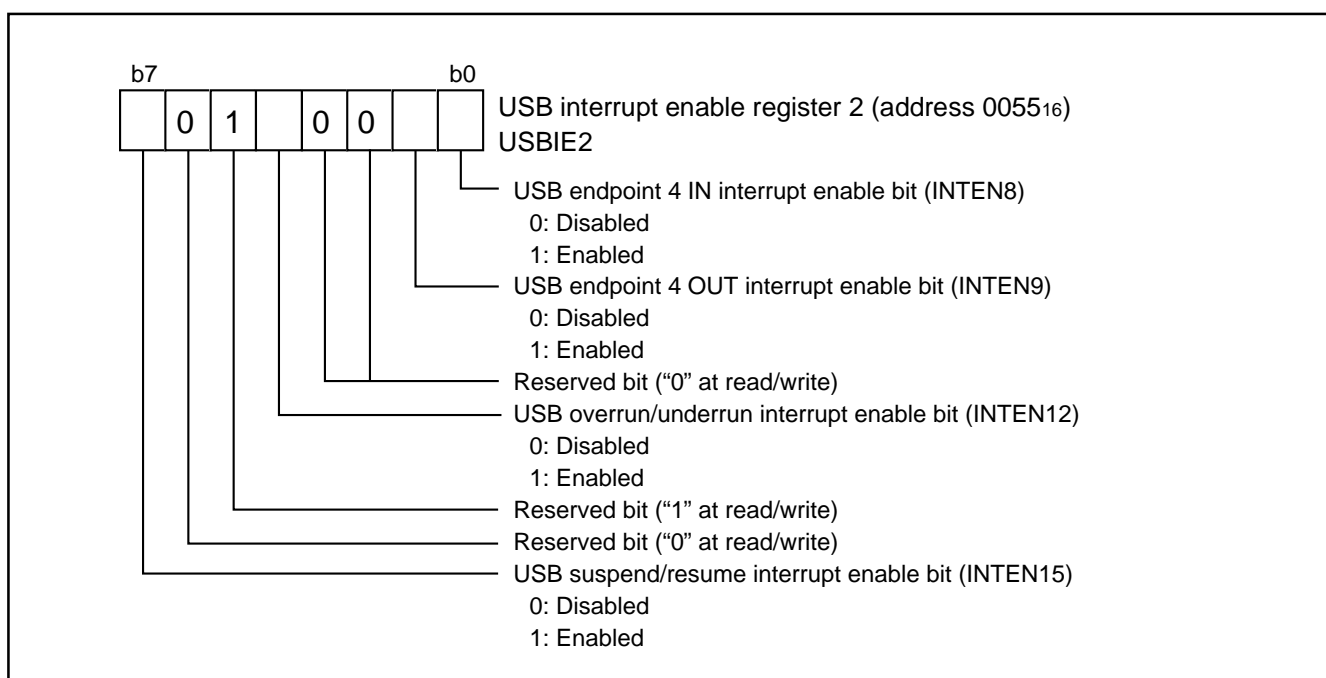 b7 b0
0 1 0 0
USB interrupt enable register 2 (address 005516)
USBIE2
USB endpoint 4 IN interrupt enable bit (INTEN8)
0: Disabled
1: Enabled
USB endpoint 4 OUT interrupt enable bit (INTEN9)
0: Disabled
1: Enabled
Reserved bit (“0” at read/write)
USB overrun/underrun interrupt enable bit (INTEN12)
0: Disabled
1: Enabled
Reserved bit (“1” at read/write)
Reserved bit (“0” at read/write)
USB suspend/resume interrupt enable bit (INTEN15)
0: Disabled
1: Enabled